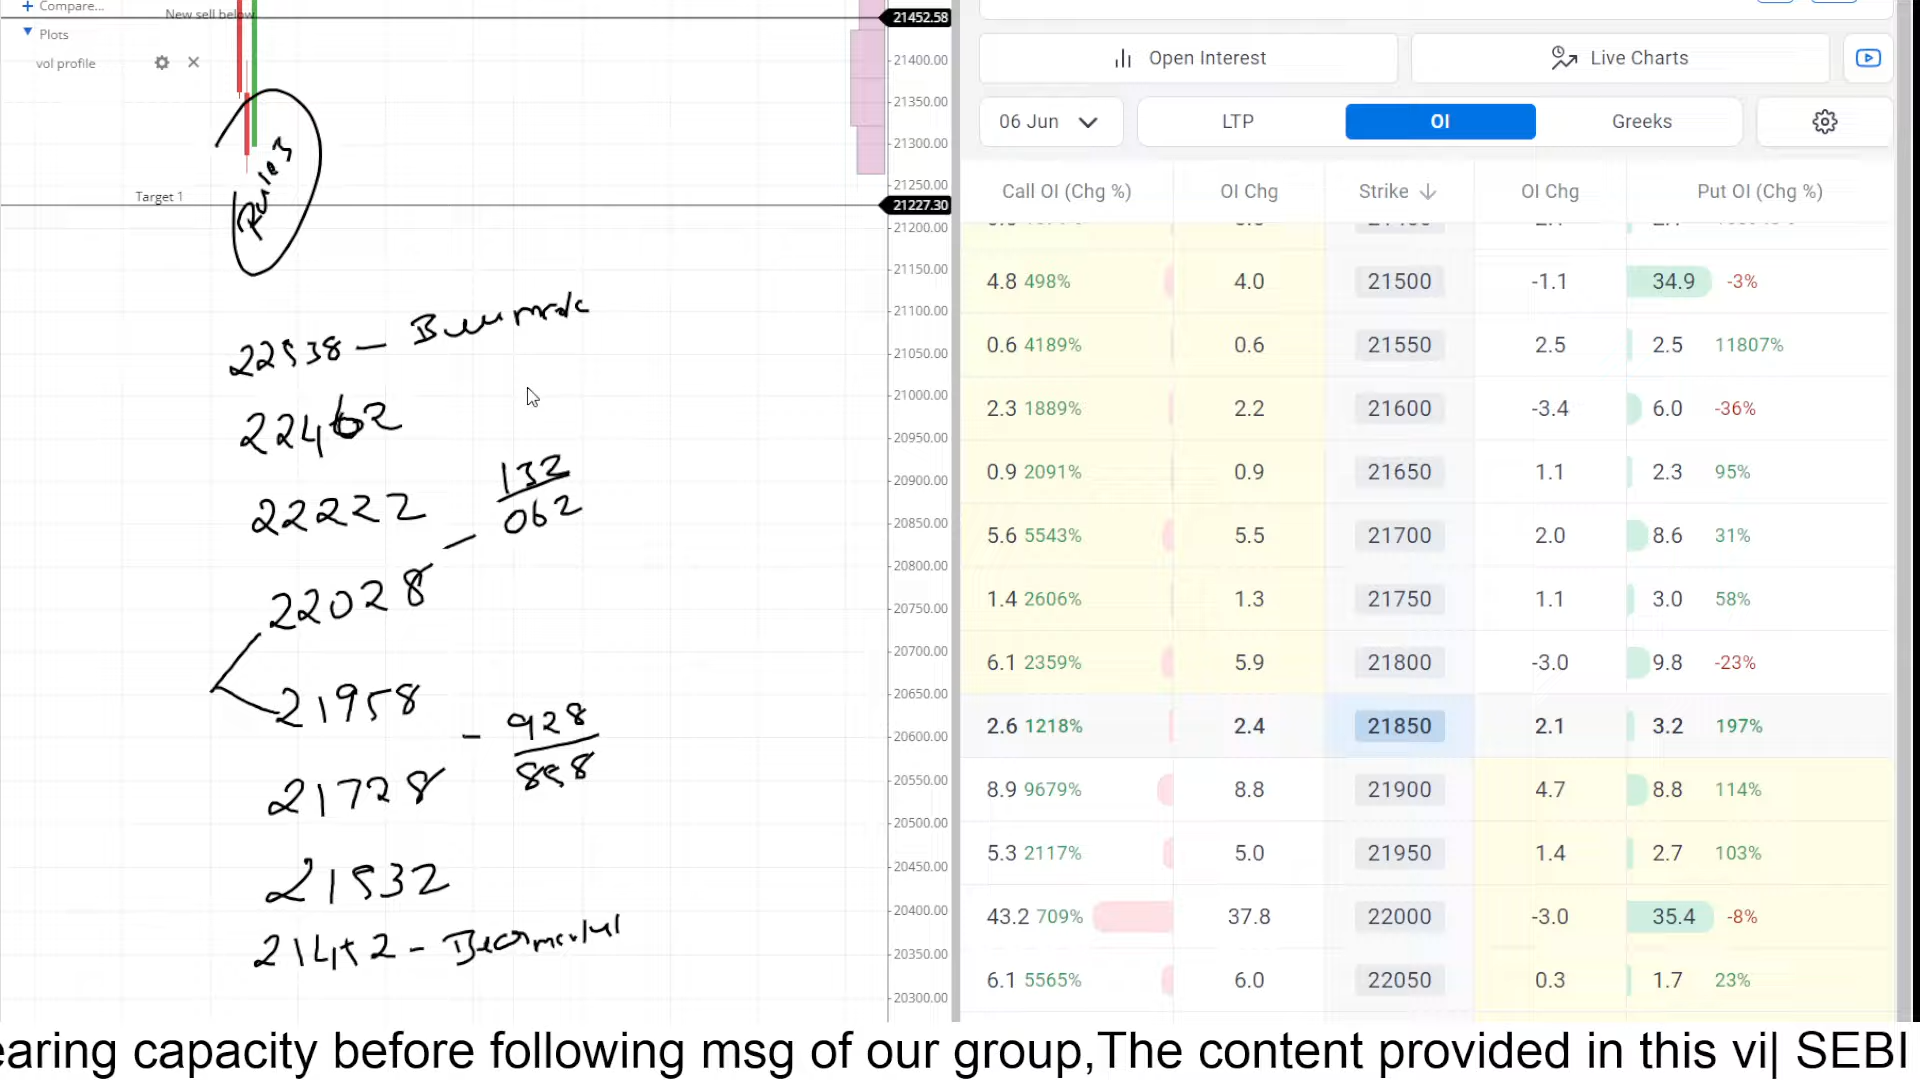 Compare...
New sell below
21452.58
Plots
vol profile
21400.00
21350.00
21300.00
21250.00
Target 1
21227.30
21200.00
21150.00
21100.00
21050.00
21000.00
20950.00
20900.00
20850.00
20800.00
20750.00
20700.00
20650.00
20600.00
20550.00
20500.00
20450.00
20400.00
20350.00
20300.00
22538 –
22462
22222
22028 – 132
062
21958
21728 – 928
858
21532
21452 –
Open Interest
Live Charts
06 Jun
LTP
OI
Greeks
Call OI (Chg %) OI Chg Strike OI Chg Put OI (Chg %)
4.8 498% 4.0 21500 -1.1 34.9 -3%
0.6 4189% 0.6 21550 2.5 2.5 11807%
2.3 1889% 2.2 21600 -3.4 6.0 -36%
0.9 2091% 0.9 21650 1.1 2.3 95%
5.6 5543% 5.5 21700 2.0 8.6 31%
1.4 2606% 1.3 21750 1.1 3.0 58%
6.1 2359% 5.9 21800 -3.0 9.8 -23%
2.6 1218% 2.4 21850 2.1 3.2 197%
8.9 9679% 8.8 21900 4.7 8.8 114%
5.3 2117% 5.0 21950 1.4 2.7 103%
43.2 709% 37.8 22000 -3.0 35.4 -8%
6.1 5565% 6.0 22050 0.3 1.7 23%
earing capacity before following msg of our group,The content provided in this vi| SEBI